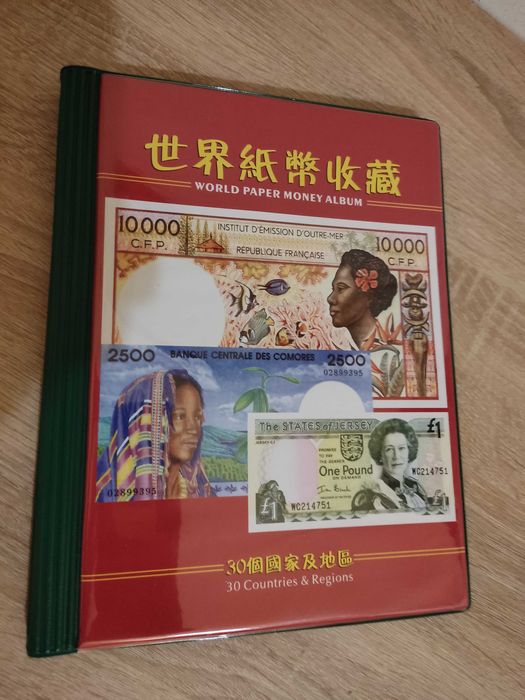 世界紙幣收藏
WORLD PAPER MONEY ALBUM
10000
C.F.P.
INSTITUT D'ÉMISSION D'OUTRE-MER
RÉPUBLIQUE FRANÇAISE
10000
C.F.P.
2500
BANQUE CENTRALE DES COMORES
2500
02899395
02899395
The STATES of JERSEY
£1
One Pound
ON DEMAND
WC214751
£1
WC214751
30個國家及地區
30 Countries & Regions